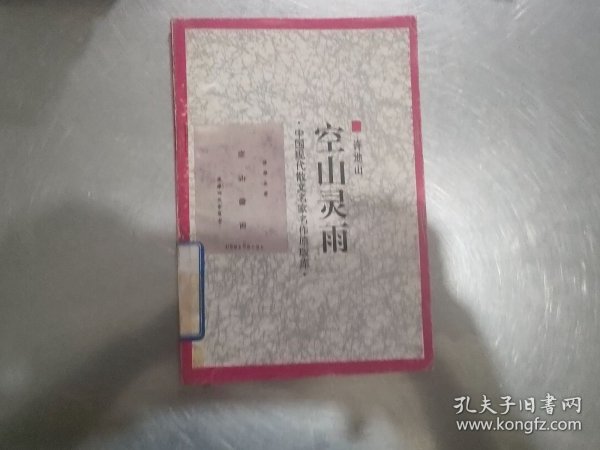 许地山
空山灵雨
·中国现代散文名家名作原版库·
空山灵雨
孔夫子旧书网
www.kongfz.com